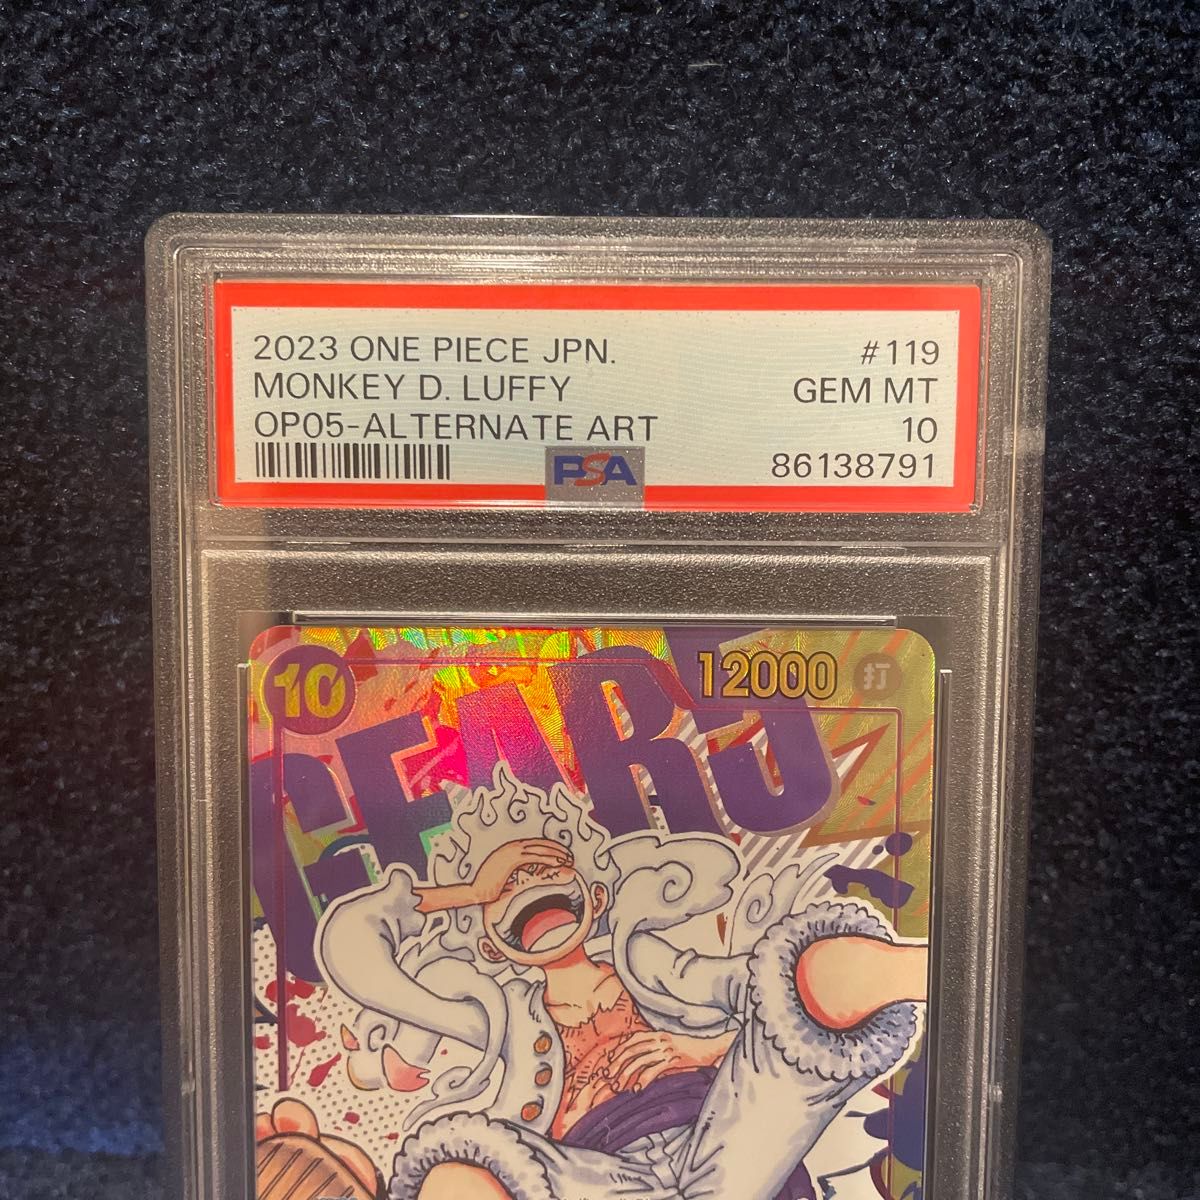 2023 ONE PIECE JPN. #119
MONKEY D. LUFFY GEM MT
OP05-ALTERNATE ART 10
PSA 86138791
10 12000 打
GEAR5